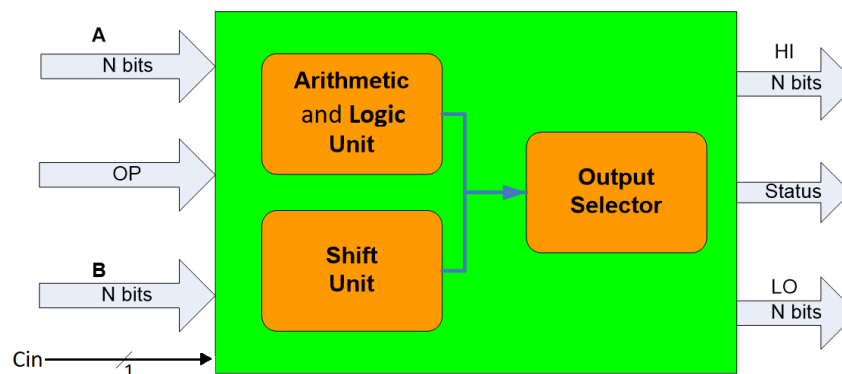 A
N bits
OP
B
N bits
Cin
1
Arithmetic
and Logic
Unit
Shift
Unit
Output
Selector
HI
N bits
Status
LO
N bits